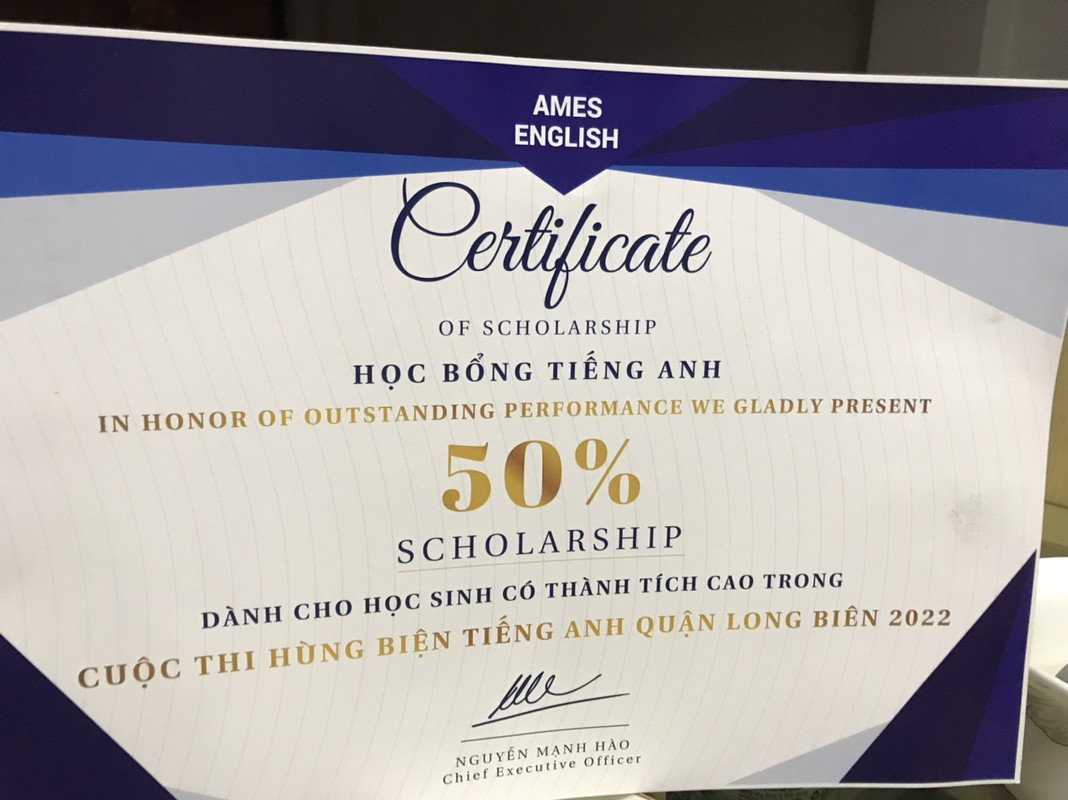 AMES
ENGLISH
Certificate
OF SCHOLARSHIP
HỌC BỔNG TIẾNG ANH
IN HONOR OF OUTSTANDING PERFORMANCE WE GLADLY PRESENT
50%
SCHOLARSHIP
DÀNH CHO HỌC SINH CÓ THÀNH TÍCH CAO TRONG
CUỘC THI HÙNG BIỆN TIẾNG ANH QUẬN LONG BIÊN 2022
NGUYỄN MẠNH HÀO
Chief Executive Officer